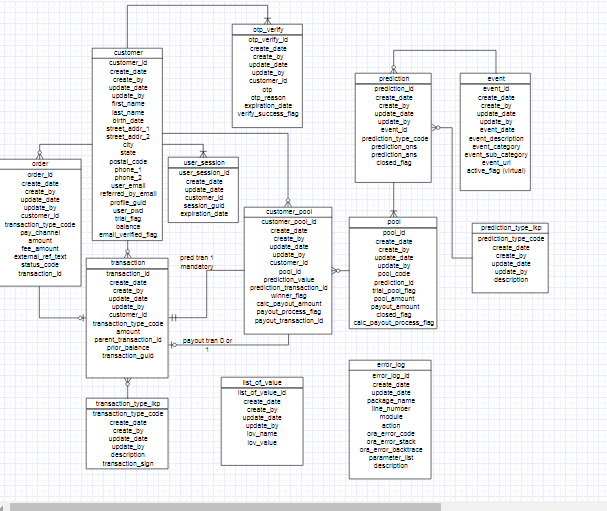 otp_verify
otp_verify_id
create_date
create_by
update_date
update_by
customer_id
otp
otp_reason
expiration_date
verify_success_flag
customer
customer_id
create_date
create_by
update_date
update_by
first_name
last_name
birth_date
street_addr_1
street_addr_2
city
state
postal_code
phone_1
phone_2
user_email
referred_by_email
profile_guid
user_pwd
trial_flag
balance
email_verified_flag
prediction
prediction_id
create_date
create_by
update_date
update_by
event_id
prediction_type_code
prediction_qns
prediction_ans
closed_flag
event
event_id
create_date
create_by
update_date
update_by
event_date
event_description
event_category
event_sub_category
event_url
active_flag (virtual)
order
order_id
create_date
create_by
update_date
update_by
customer_id
transaction_type_code
pay_channel
amount
fee_amount
external_ref_text
status_code
transaction_id
user_session
user_session_id
create_date
update_date
customer_id
session_guid
expiration_date
customer_pool
customer_pool_id
create_date
create_by
update_date
update_by
customer_id
pool_id
prediction_value
prediction_transaction_id
winner_flag
calc_payout_amount
payout_process_flag
payout_transaction_id
pool
pool_id
create_date
create_by
update_date
update_by
pool_code
prediction_id
trial_pool_flag
pool_amount
payout_amount
closed_flag
calc_payout_process_flag
prediction_type_lkp
prediction_type_code
create_date
create_by
update_date
update_by
description
pred tran 1
mandatory
transaction
transaction_id
create_date
create_by
update_date
update_by
customer_id
transaction_type_code
amount
parent_transaction_id
prior_balance
transaction_guid
payout tran 0 or
1
transaction_type_lkp
transaction_type_code
create_date
create_by
update_date
update_by
description
transaction_sign
list_of_value
list_of_value_id
create_date
create_by
update_date
update_by
lov_name
lov_value
error_log
error_log_id
create_date
update_date
package_name
line_number
module
action
ora_error_code
ora_error_stack
ora_error_backtrace
parameter_list
description